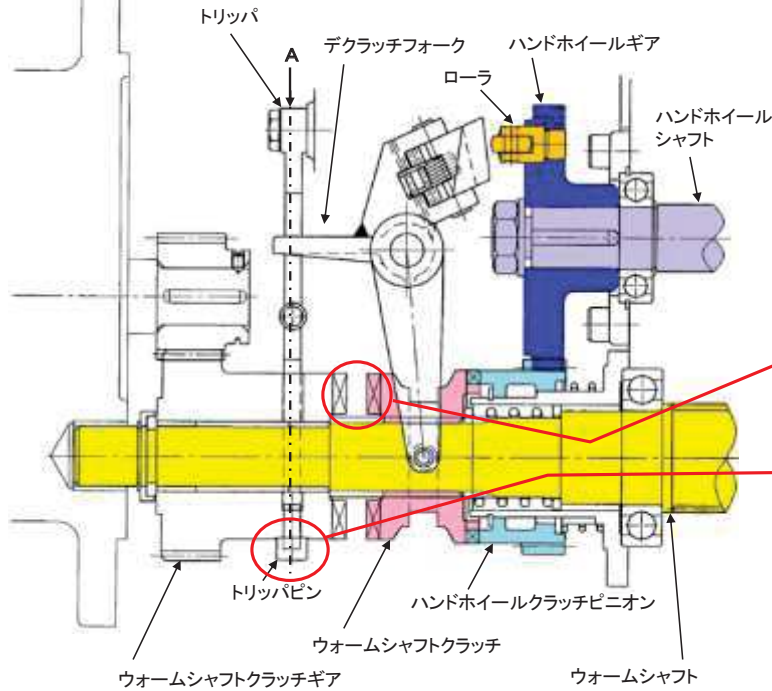 トリッパ
A
デクラッチフォーク
ハンドホイールギア
ローラ
ハンドホイール
シャフト
トリッパピン
ハンドホイールクラッチピニオン
ウォームシャフトクラッチ
ウォームシャフトクラッチギア
ウォームシャフト